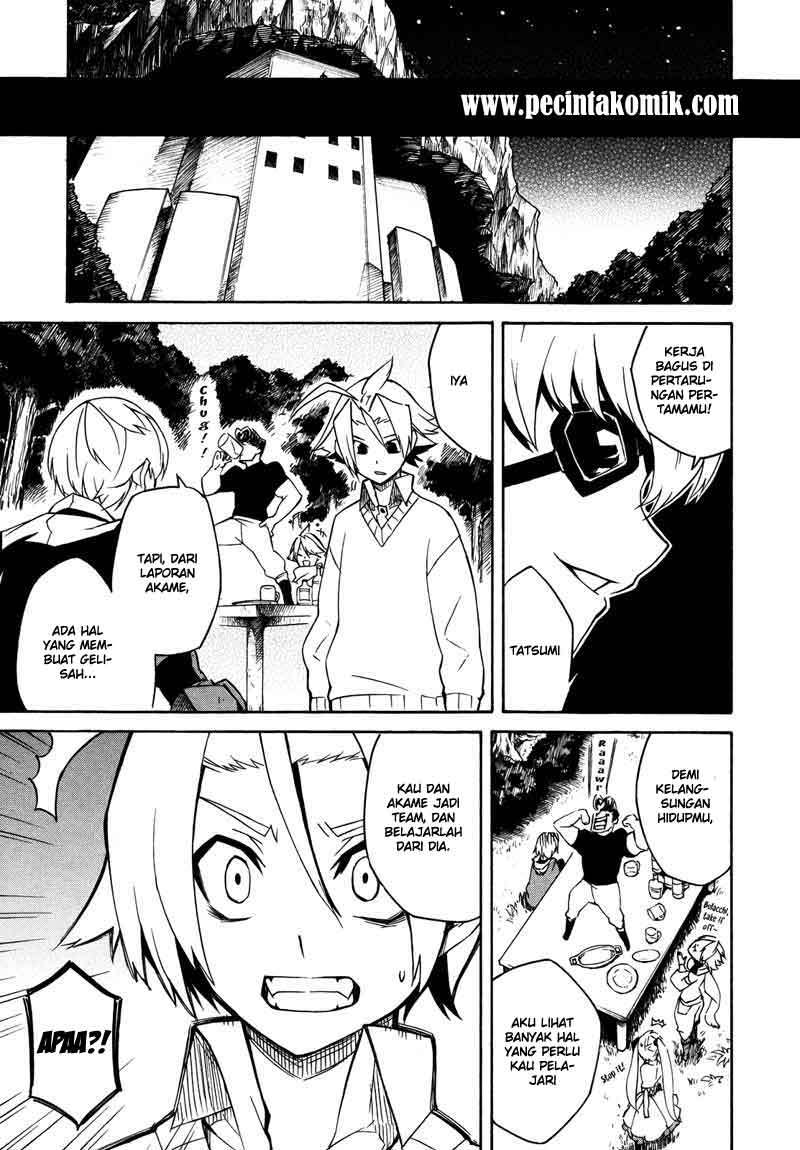 www.pecintakomik.com
KERJA
BAGUS DI
PERTARU-
NGAN PER-
TAMAMU!
TATSUMI
IYA
Chug!!
TAPI, DARI
LAPORAN
AKAME,
ADA HAL
YANG MEM-
BUAT GELI-
SAH...
DEMI
KELANG-
SUNGAN
HIDUPMU,
Raaawr
Bolacchi,
take it
off~
Stop it!
AKU LIHAT
BANYAK HAL
YANG PERLU
KAU PELA-
JARI
KAU DAN
AKAME JADI
TEAM, DAN
BELAJARLAH
DARI DIA.
APAA?!